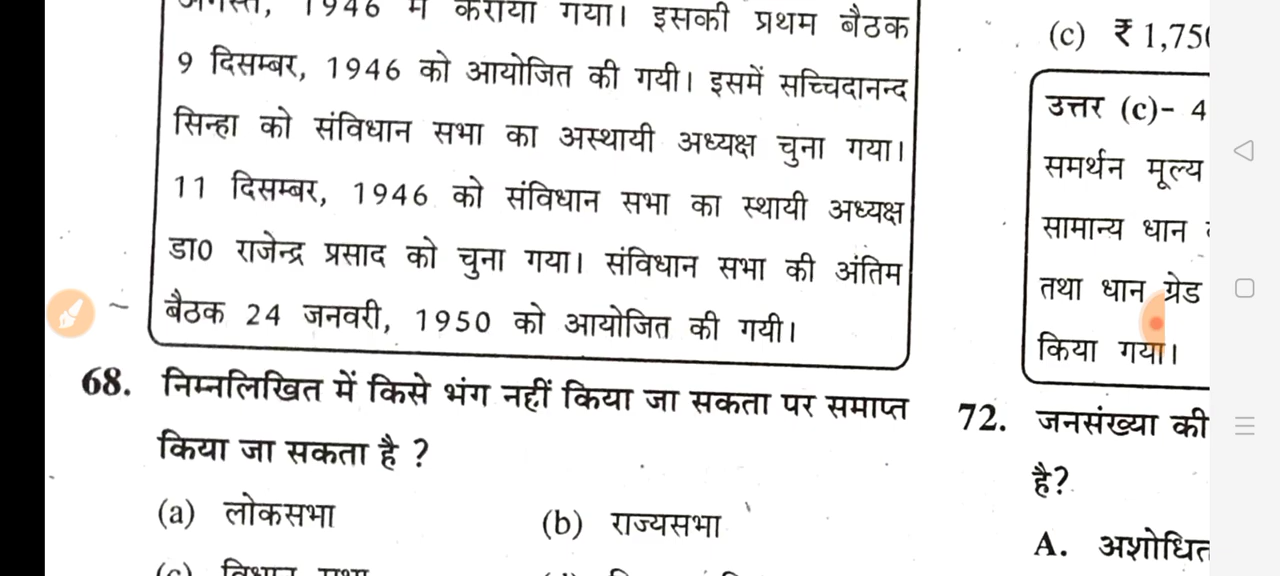 1946 में कराया गया। इसकी प्रथम बैठक
9 दिसम्बर, 1946 को आयोजित की गयी। इसमें सच्चिदानन्द
सिन्हा को संविधान सभा का अस्थायी अध्यक्ष चुना गया।
11 दिसम्बर, 1946 को संविधान सभा का स्थायी अध्यक्ष
डा0 राजेन्द्र प्रसाद को चुना गया। संविधान सभा की अंतिम
बैठक 24 जनवरी, 1950 को आयोजित की गयी।
68. निम्नलिखित में किसे भंग नहीं किया जा सकता पर समाप्त
किया जा सकता है ?
(a) लोकसभा (b) राज्यसभा
(c) ₹ 1,75
उत्तर (c)- 4
समर्थन मूल्य
सामान्य धान
तथा धान ग्रेड
किया गया।
72. जनसंख्या की
है?
A. अशोधित